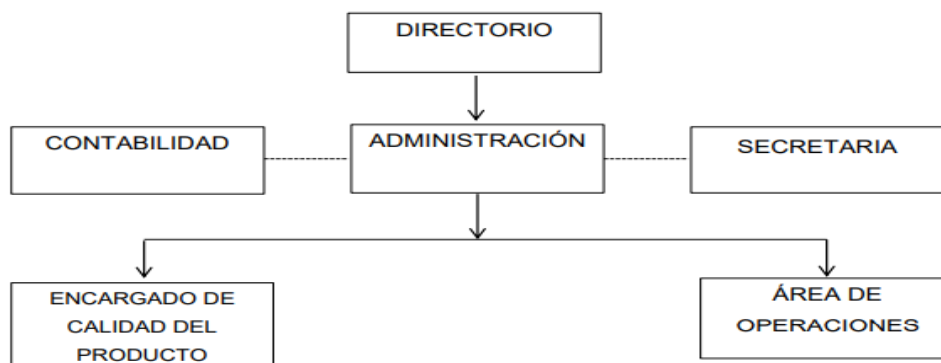 DIRECTORIO
CONTABILIDAD
ADMINISTRACIÓN
SECRETARIA
ENCARGADO DE
CALIDAD DEL
PRODUCTO
ÁREA DE
OPERACIONES